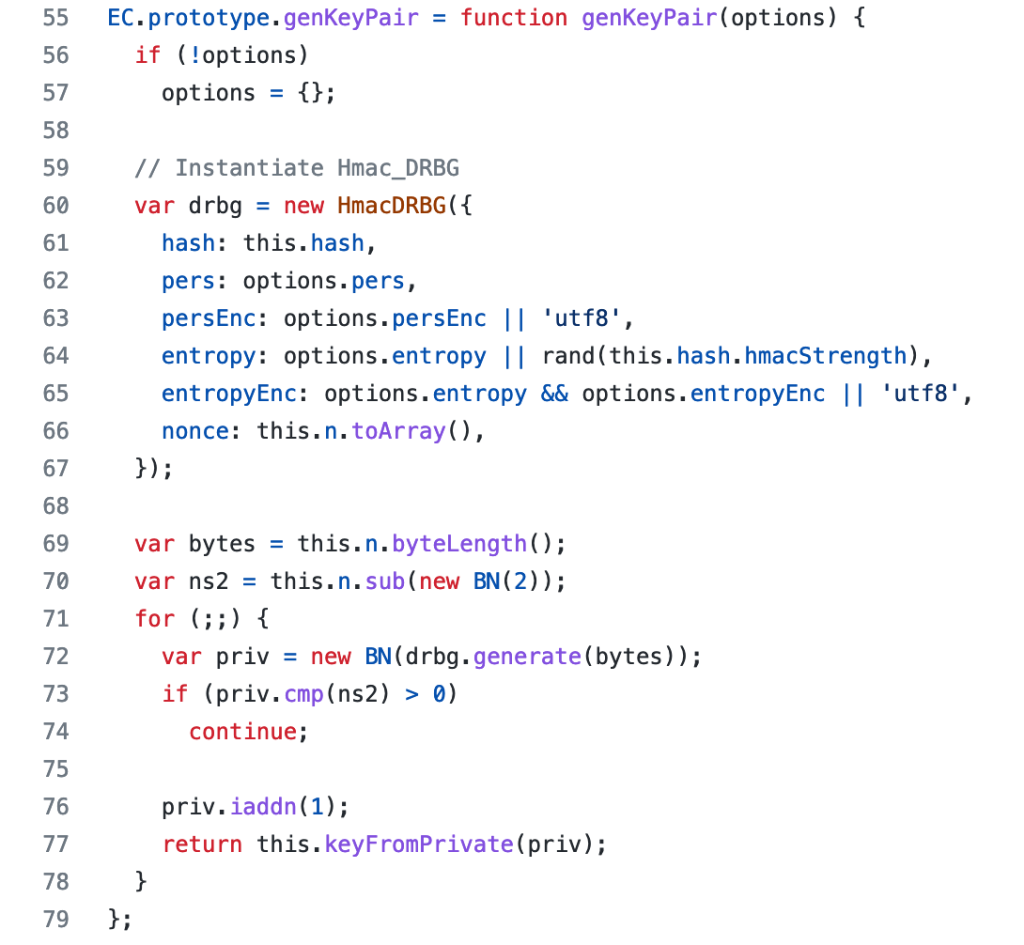 55 EC.prototype.genKeyPair = function genKeyPair(options) {
56   if (!options)
57     options = {};
58
59   // Instantiate Hmac_DRBG
60   var drbg = new HmacDRBG({
61     hash: this.hash,
62     pers: options.pers,
63     persEnc: options.persEnc || 'utf8',
64     entropy: options.entropy || rand(this.hash.hmacStrength),
65     entropyEnc: options.entropy && options.entropyEnc || 'utf8',
66     nonce: this.n.toArray(),
67   });
68
69   var bytes = this.n.byteLength();
70   var ns2 = this.n.sub(new BN(2));
71   for (;;) {
72     var priv = new BN(drbg.generate(bytes));
73     if (priv.cmp(ns2) > 0)
74       continue;
75
76     priv.iaddn(1);
77     return this.keyFromPrivate(priv);
78   }
79 };